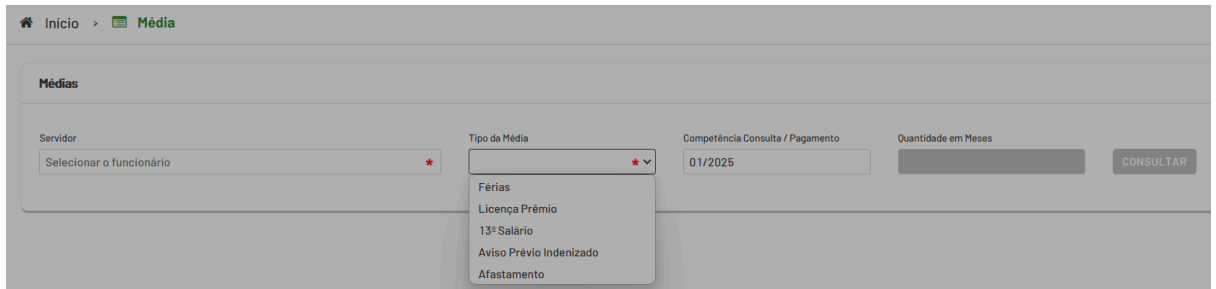 Início > Média
Médias
Servidor
Tipo da Média
Competência Consulta / Pagamento
Quantidade em Meses
Selecionar o funcionário *
*
01/2025
CONSULTAR
Férias
Licença Prêmio
13º Salário
Aviso Prévio Indenizado
Afastamento